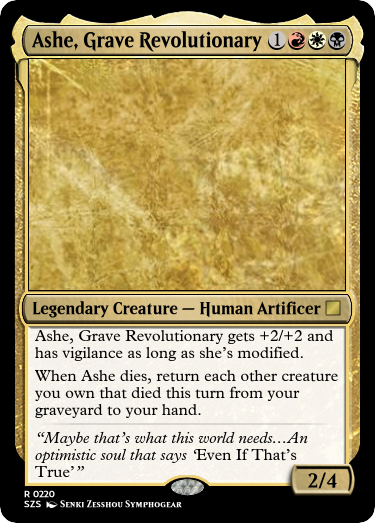 Ashe, Grave Revolutionary 1
Legendary Creature — Human Artificer
Ashe, Grave Revolutionary gets +2/+2 and
has vigilance as long as she's modified.
When Ashe dies, return each other creature
you own that died this turn from your
graveyard to your hand.
“Maybe that's what this world needs...An
optimistic soul that says ‘Even If That's
True’”
2/4
R 0220
SZS Senki Zesshou Symphogear